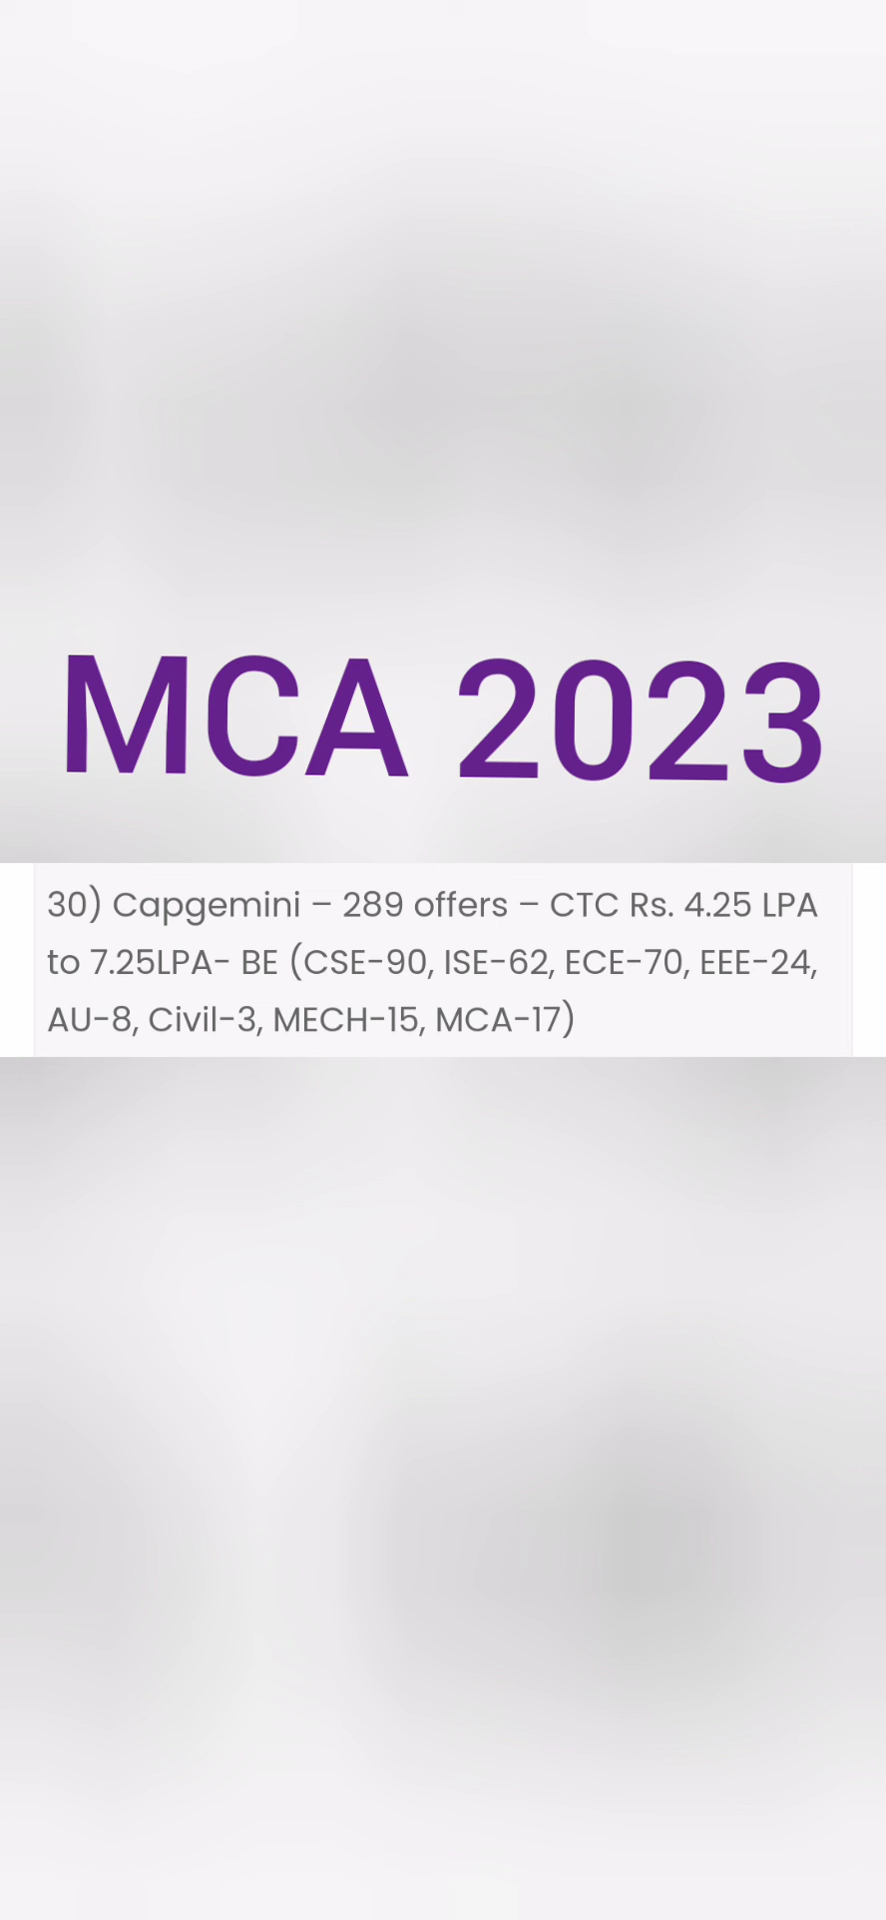 MCA 2023
30) Capgemini – 289 offers – CTC Rs. 4.25 LPA
to 7.25LPA- BE (CSE-90, ISE-62, ECE-70, EEE-24,
AU-8, Civil-3, MECH-15, MCA-17)